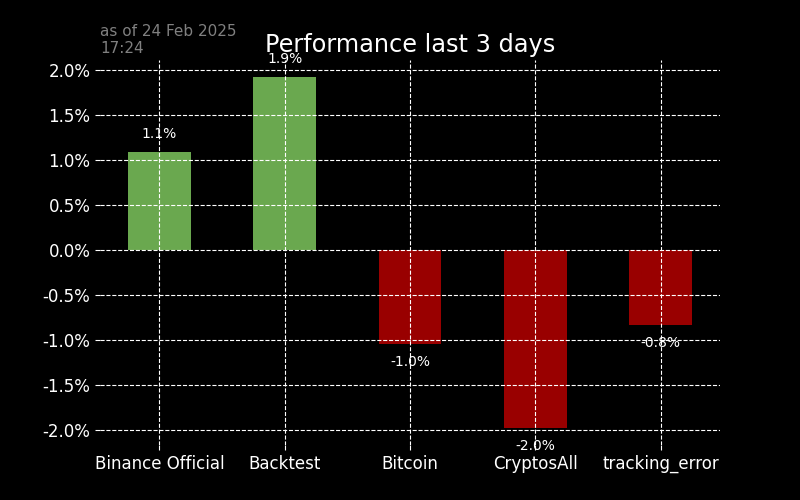 as of 24 Feb 2025
17:24
Performance last 3 days
2.0%
1.5%
1.0%
0.5%
0.0%
-0.5%
-1.0%
-1.5%
-2.0%
1.1%
1.9%
-1.0%
-2.0%
-0.8%
Binance Official
Backtest
Bitcoin
CryptosAll
tracking_error